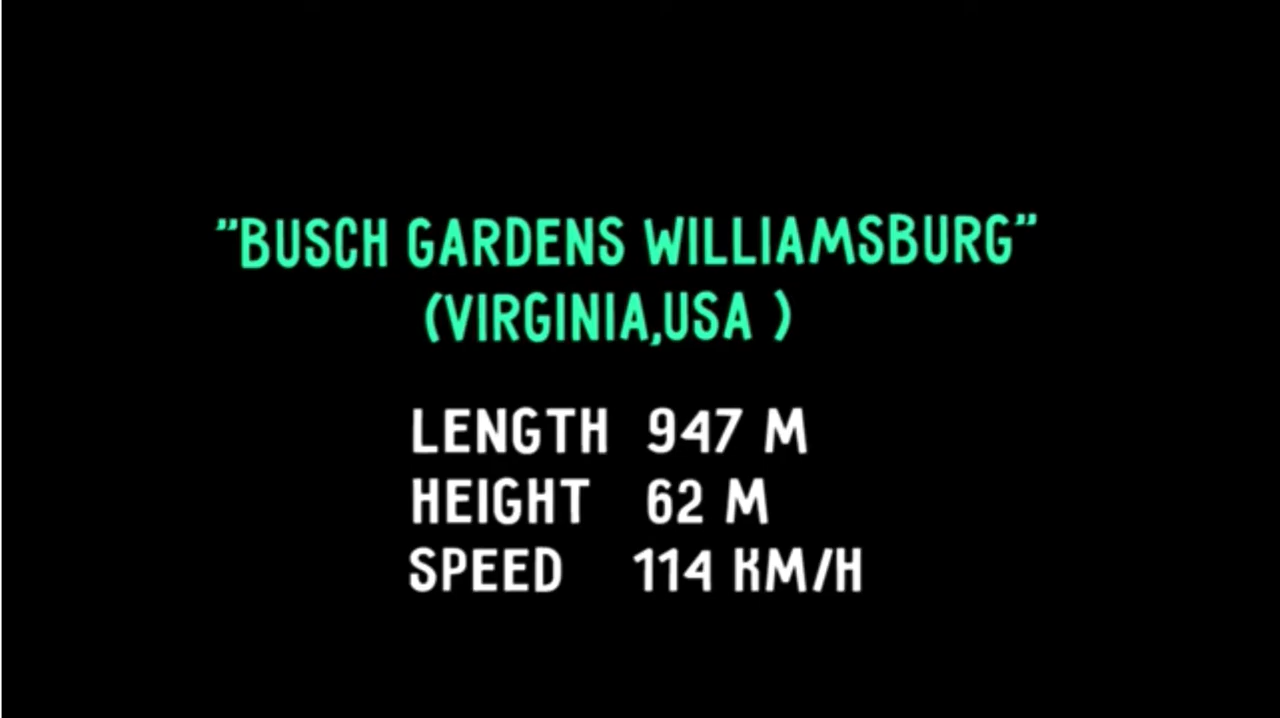 ”BUSCH GARDENS WILLIAMSBURG”
(VIRGINIA,USA )
LENGTH 947 M
HEIGHT 62 M
SPEED 114 KM/H